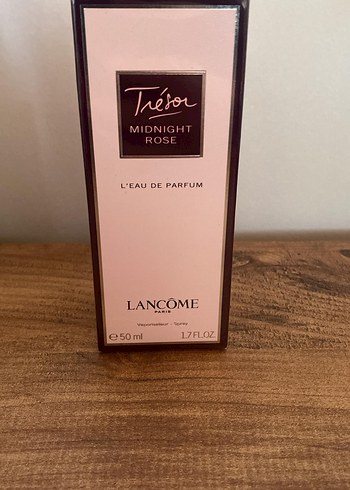 Trésor
MIDNIGHT
ROSE
L'EAU DE PARFUM
LANCÔME
PARIS
Vaporisateur - Spray
℮ 50 ml 1.7 FL.OZ